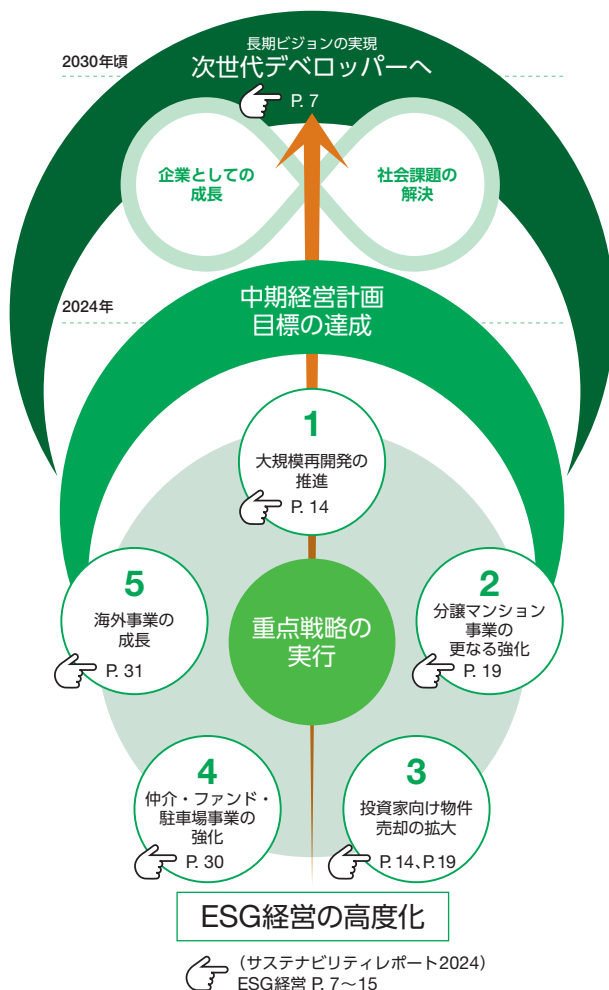 2030年頃
長期ビジョンの実現
次世代デベロッパーへ
P. 7
企業としての
成長
社会課題の
解決
2024年
中期経営計画
目標の達成
1
大規模再開発の
推進
P. 14
5
海外事業の
成長
P. 31
重点戦略の
実行
2
分譲マンション
事業の
更なる強化
P. 19
4
仲介・ファンド・
駐車場事業の
強化
P. 30
3
投資家向け物件
売却の拡大
P. 14、P.19
ESG経営の高度化
(サステナビリティレポート2024)
ESG経営 P. 7〜15